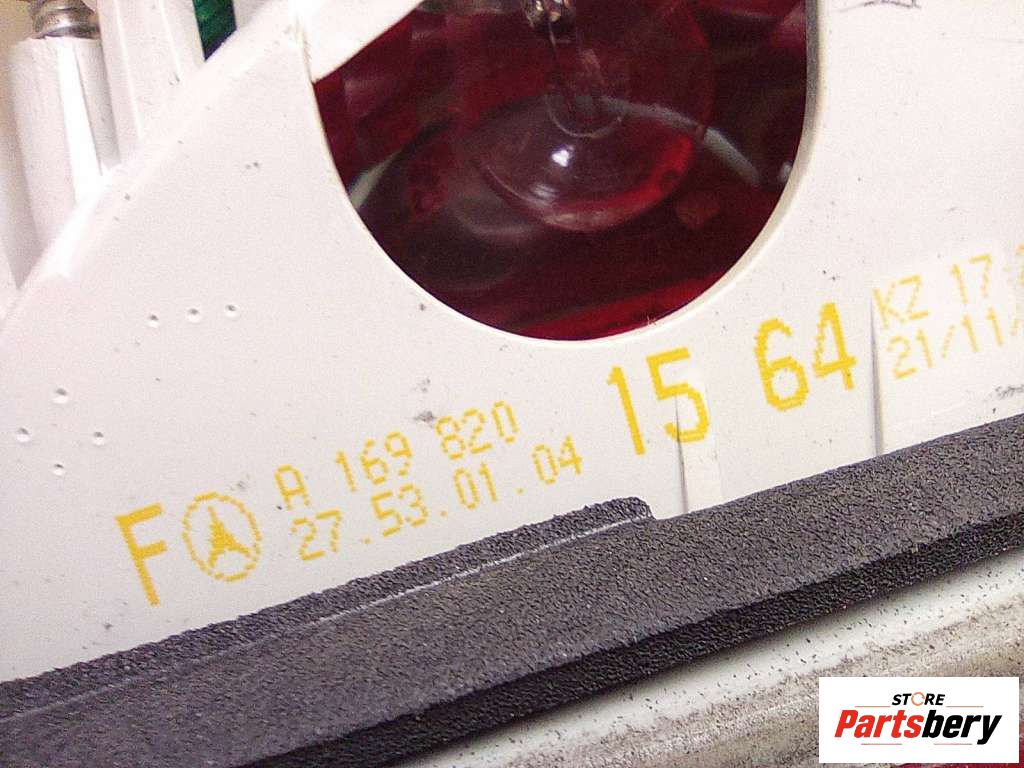 F A 169 820 15 64
27.53.01.04
KZ 17
21/11/
STORE
Partsbery